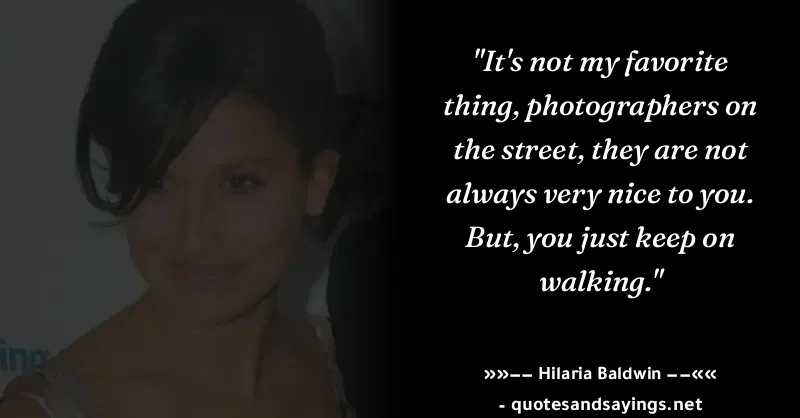 "It's not my favorite
thing, photographers on
the street, they are not
always very nice to you.
But, you just keep on
walking."
»»−− Hilaria Baldwin −−««
- quotesandsayings.net
ing